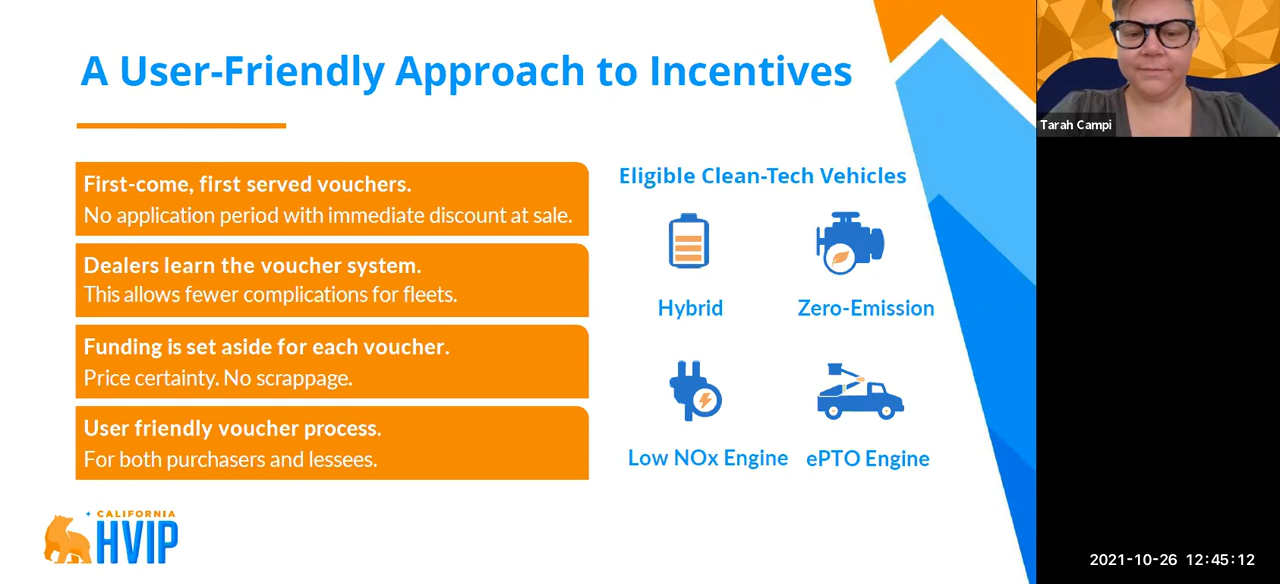 A User-Friendly Approach to Incentives
First-come, first served vouchers.
No application period with immediate discount at sale.
Dealers learn the voucher system.
This allows fewer complications for fleets.
Funding is set aside for each voucher.
Price certainty. No scrappage.
User friendly voucher process.
For both purchasers and lessees.
Eligible Clean-Tech Vehicles
Hybrid
Zero-Emission
Low NOx Engine
ePTO Engine
CALIFORNIA
HVIP
Tarah Campi
2021-10-26 12:45:12